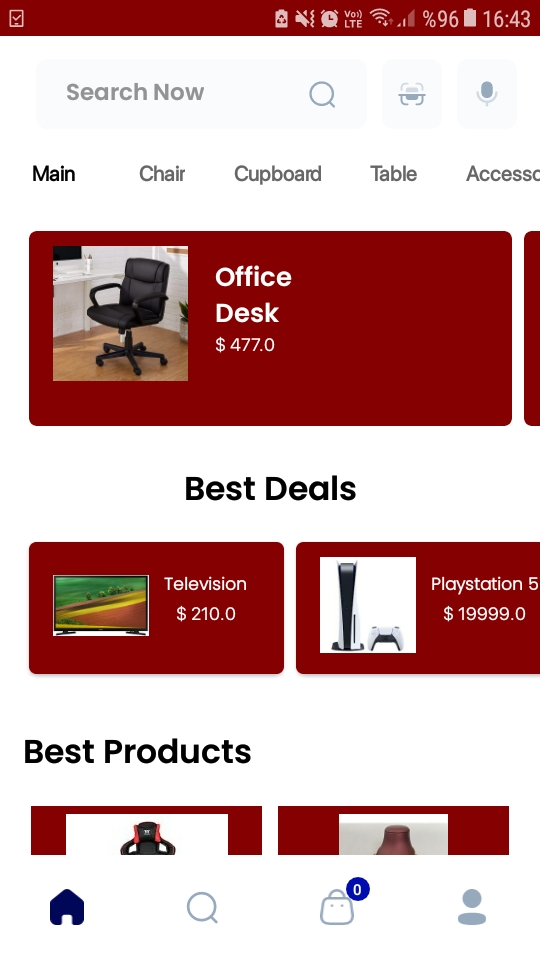 Vo))
LTE
%96
16:43
Search Now
Main
Chair
Cupboard
Table
Accesso
Office
Desk
$ 477.0
Best Deals
Television
$ 210.0
Playstation 5
$ 19999.0
Best Products
0